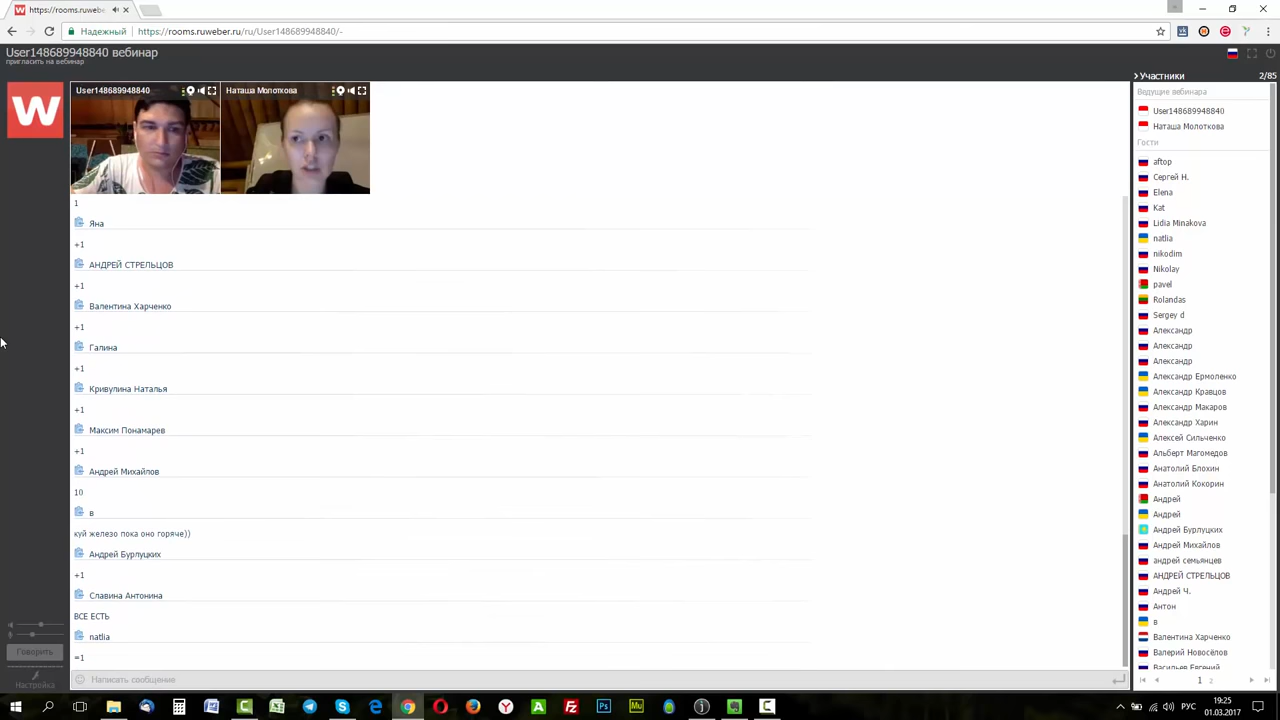 https://rooms.ruwebe
Надежный
https://rooms.ruweber.ru/ru/User148689948840/-
User148689948840 вебинар
пригласить на вебинар
W
User148689948840
Наташа Молоткова
1
Яна
+1
АНДРЕЙ СТРЕЛЬЦОВ
+1
Валентина Харченко
+1
Галина
+1
Кривулина Наталья
+1
Максим Понамарев
+1
Андрей Михайлов
10
в
куй железо пока оно горяче))
Андрей Бурлуцких
+1
Славина Антонина
ВСЕ ЕСТЬ
natlia
=1
Написать сообщение
Говорить
Настройка
Участники
2/85
Ведущие вебинара
User148689948840
Наташа Молоткова
Гости
aftop
Сергей Н.
Elena
Kat
Lidia Minakova
natlia
nikodim
Nikolay
pavel
Rolandas
Sergey d
Александр
Александр
Александр
Александр Ермоленко
Александр Кравцов
Александр Макаров
Александр Харин
Алексей Сильченко
Альберт Магомедов
Анатолий Блохин
Анатолий Кокорин
Андрей
Андрей
Андрей Бурлуцких
Андрей Михайлов
андрей семьянцев
АНДРЕЙ СТРЕЛЬЦОВ
Андрей Ч.
Антон
в
Валентина Харченко
Валерий Новосёлов
Васильев Евгений
1 2
РУС
19:25
01.03.2017